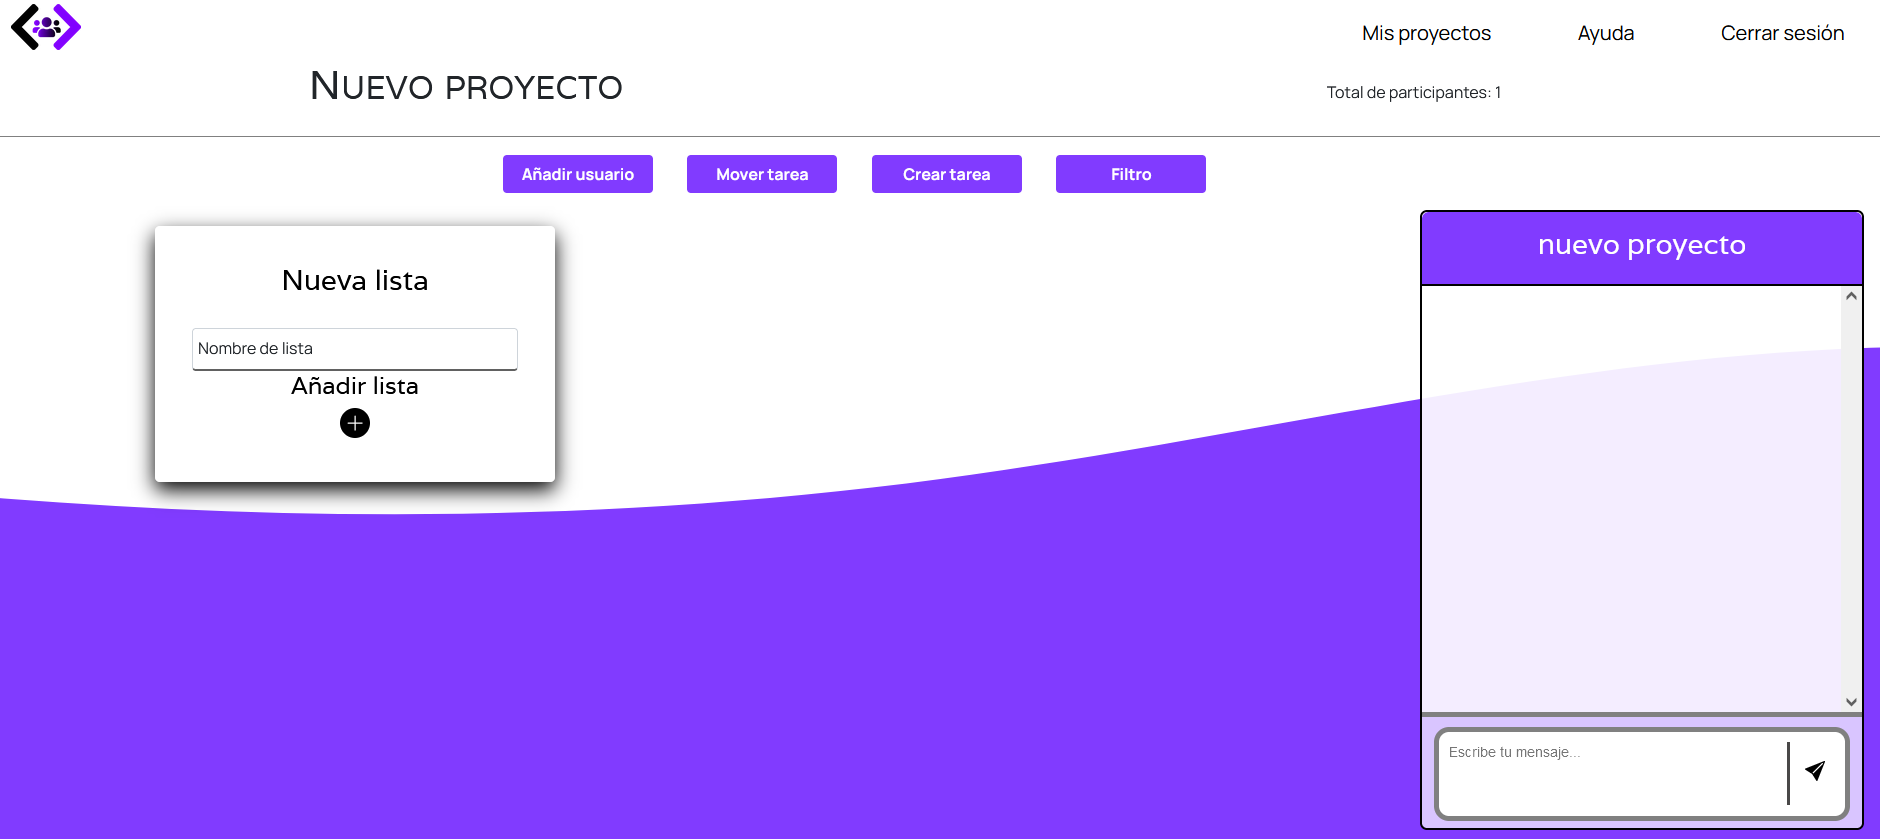 Mis proyectos Ayuda Cerrar sesión
Nuevo proyecto
Total de participantes: 1
Añadir usuario Mover tarea Crear tarea Filtro
Nueva lista
Nombre de lista
Añadir lista
nuevo proyecto
Escribe tu mensaje...